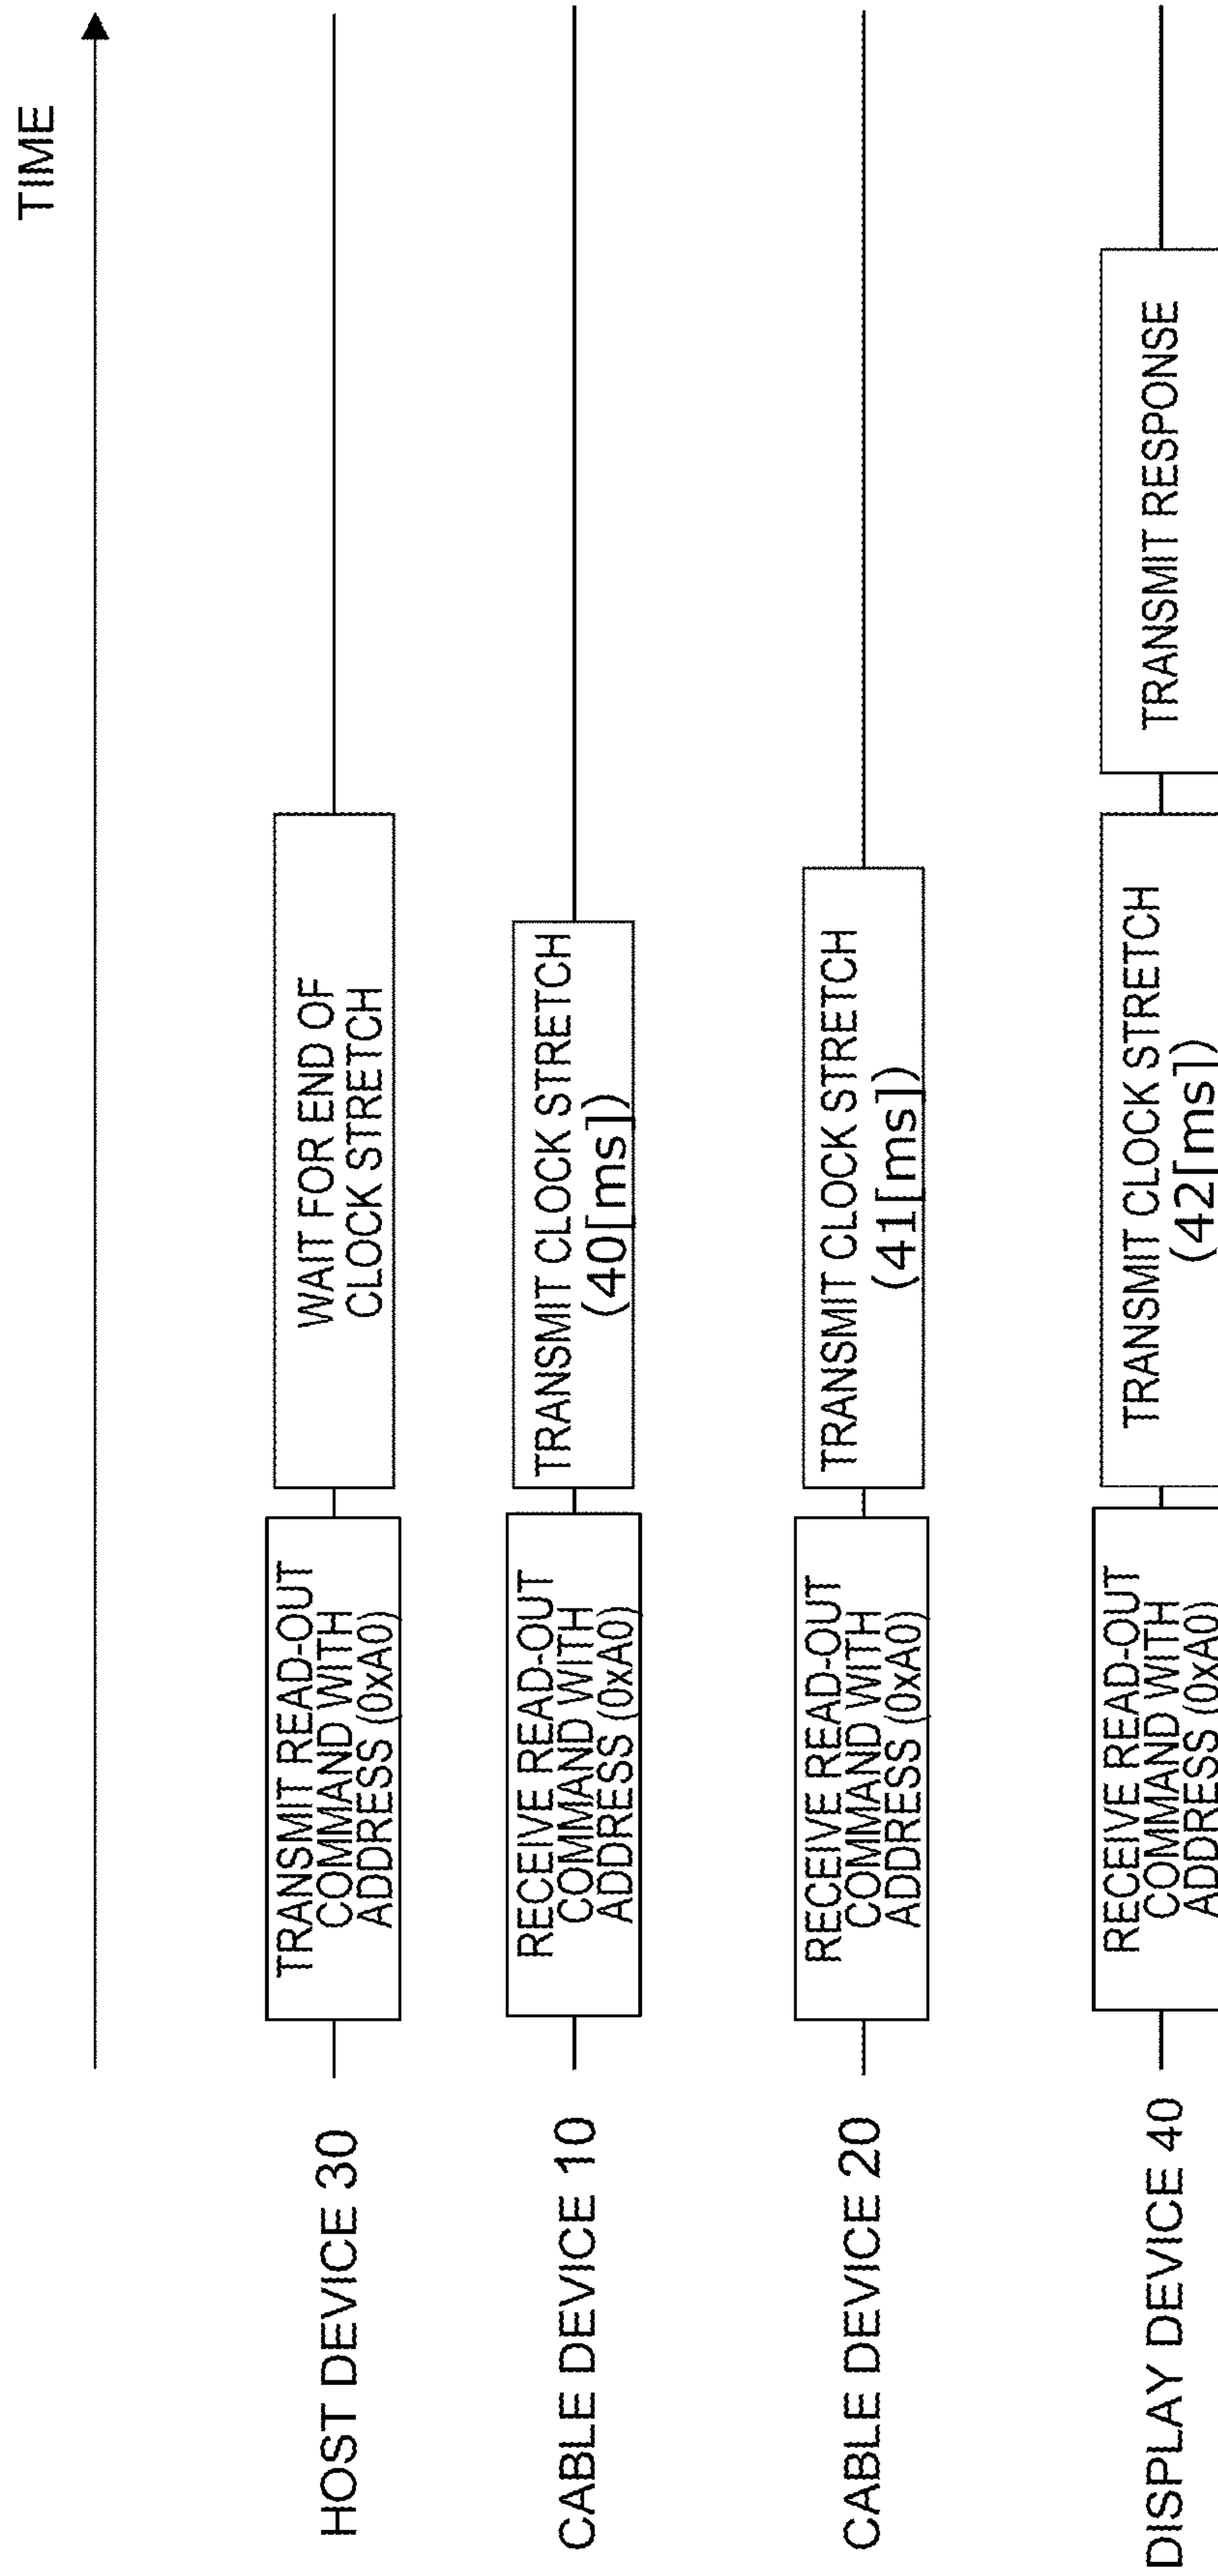 TIME
HOST DEVICE 30
TRANSMIT READ-OUT
COMMAND WITH
ADDRESS (0xA0)
WAIT FOR END OF
CLOCK STRETCH
CABLE DEVICE 10
RECEIVE READ-OUT
COMMAND WITH
ADDRESS (0xA0)
TRANSMIT CLOCK STRETCH
(40[ms])
CABLE DEVICE 20
RECEIVE READ-OUT
COMMAND WITH
ADDRESS (0xA0)
TRANSMIT CLOCK STRETCH
(41[ms])
DISPLAY DEVICE 40
RECEIVE READ-OUT
COMMAND WITH
ADDRESS (0xA0)
TRANSMIT CLOCK STRETCH
(42[ms])
TRANSMIT RESPONSE